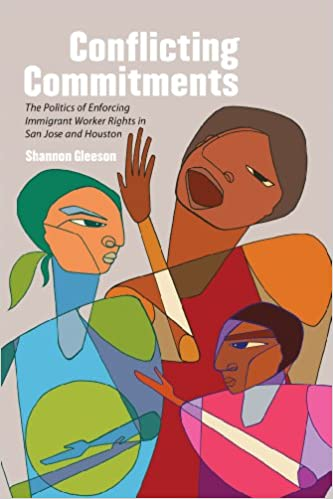 Conflicting
Commitments
The Politics of Enforcing
Immigrant Worker Rights in
San Jose and Houston
Shannon Gleeson